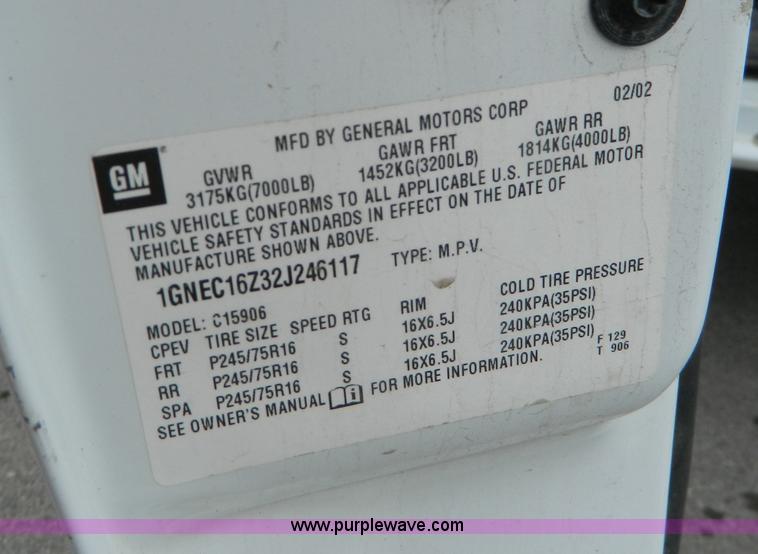 02/02
MFD BY GENERAL MOTORS CORP
GM
GVWR GAWR FRT GAWR RR
3175KG(7000LB) 1452KG(3200LB) 1814KG(4000LB)
THIS VEHICLE CONFORMS TO ALL APPLICABLE U.S. FEDERAL MOTOR
VEHICLE SAFETY STANDARDS IN EFFECT ON THE DATE OF
MANUFACTURE SHOWN ABOVE.
1GNEC16Z32J246117 TYPE: M.P.V.
MODEL: C15906
CPEV TIRE SIZE SPEED RTG RIM COLD TIRE PRESSURE
FRT P245/75R16 S 16X6.5J 240KPA(35PSI)
RR P245/75R16 S 16X6.5J 240KPA(35PSI)
SPA P245/75R16 S 16X6.5J 240KPA(35PSI)
SEE OWNER'S MANUAL i FOR MORE INFORMATION.
F 129
T 906
www.purplewave.com